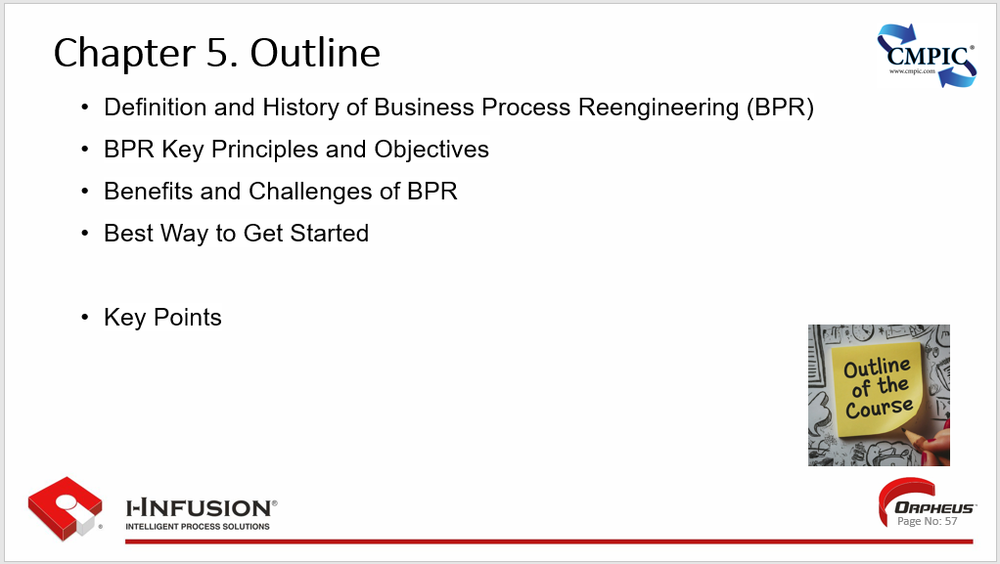 Chapter 5. Outline
CMPIC®
www.cmpic.com
• Definition and History of Business Process Reengineering (BPR)
• BPR Key Principles and Objectives
• Benefits and Challenges of BPR
• Best Way to Get Started
• Key Points
Outline
of the
Course
I-INFUSION®
INTELLIGENT PROCESS SOLUTIONS
®
ORPHEUS™
Page No: 57